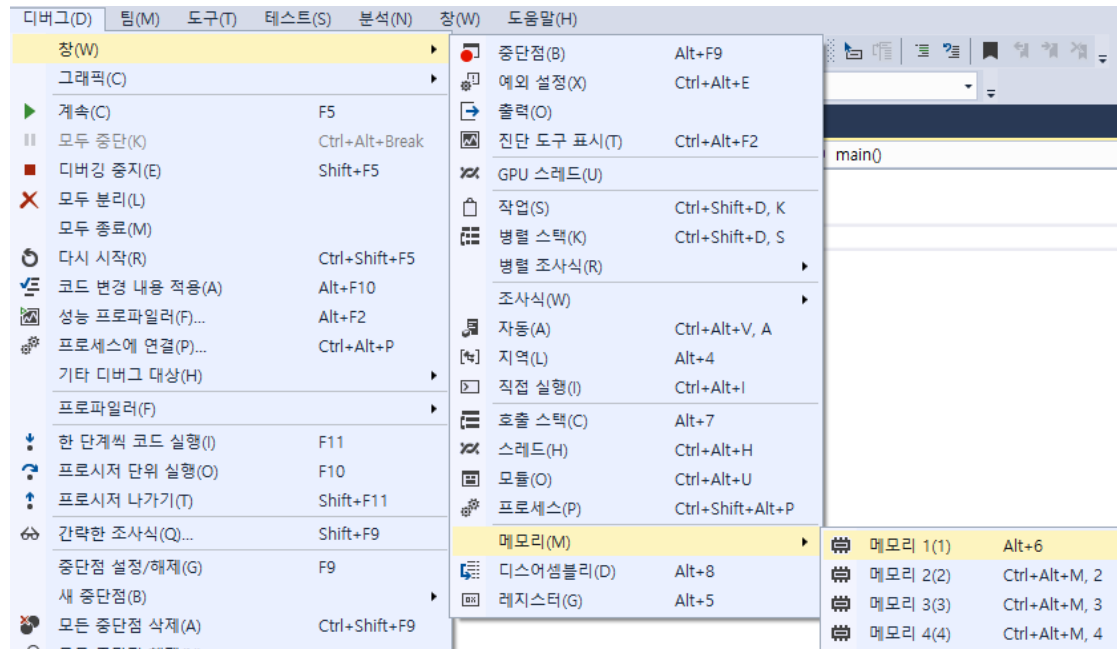 디버그(D) 팀(M) 도구(T) 테스트(S) 분석(N) 창(W) 도움말(H)
창(W)
그래픽(C)
계속(C) F5
모두 중단(K) Ctrl+Alt+Break
디버깅 중지(E) Shift+F5
모두 분리(L)
모두 종료(M)
다시 시작(R) Ctrl+Shift+F5
코드 변경 내용 적용(A) Alt+F10
성능 프로파일러(F)... Alt+F2
프로세스에 연결(P)... Ctrl+Alt+P
기타 디버그 대상(H)
프로파일러(F)
한 단계씩 코드 실행(I) F11
프로시저 단위 실행(O) F10
프로시저 나가기(T) Shift+F11
간략한 조사식(Q)... Shift+F9
중단점 설정/해제(G) F9
새 중단점(B)
모든 중단점 삭제(A) Ctrl+Shift+F9
중단점(B) Alt+F9
예외 설정(X) Ctrl+Alt+E
출력(O)
진단 도구 표시(T) Ctrl+Alt+F2
GPU 스레드(U)
작업(S) Ctrl+Shift+D, K
병렬 스택(K) Ctrl+Shift+D, S
병렬 조사식(R)
조사식(W)
자동(A) Ctrl+Alt+V, A
지역(L) Alt+4
직접 실행(I) Ctrl+Alt+I
호출 스택(C) Alt+7
스레드(H) Ctrl+Alt+H
모듈(O) Ctrl+Alt+U
프로세스(P) Ctrl+Shift+Alt+P
메모리(M)
디스어셈블리(D) Alt+8
레지스터(G) Alt+5
main()
메모리 1(1) Alt+6
메모리 2(2) Ctrl+Alt+M, 2
메모리 3(3) Ctrl+Alt+M, 3
메모리 4(4) Ctrl+Alt+M, 4